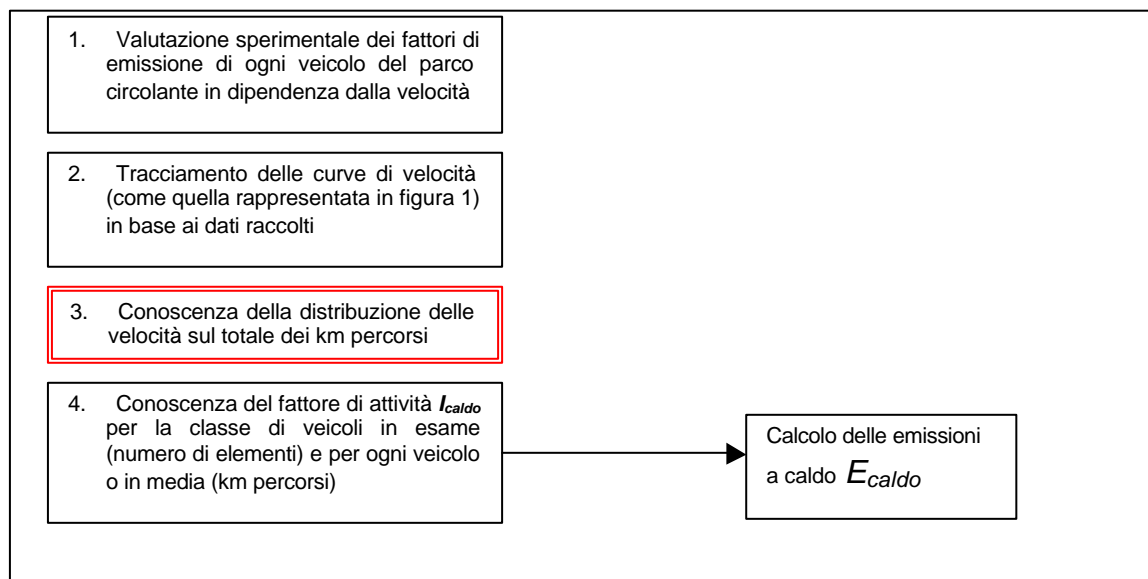 1. Valutazione sperimentale dei fattori di
emissione di ogni veicolo del parco
circolante in dipendenza dalla velocità
2. Tracciamento delle curve di velocità
(come quella rappresentata in figura 1)
in base ai dati raccolti
3. Conoscenza della distribuzione delle
velocità sul totale dei km percorsi
4. Conoscenza del fattore di attività Icaldo
per la classe di veicoli in esame
(numero di elementi) e per ogni veicolo
o in media (km percorsi)
Calcolo delle emissioni
a caldo Ecaldo